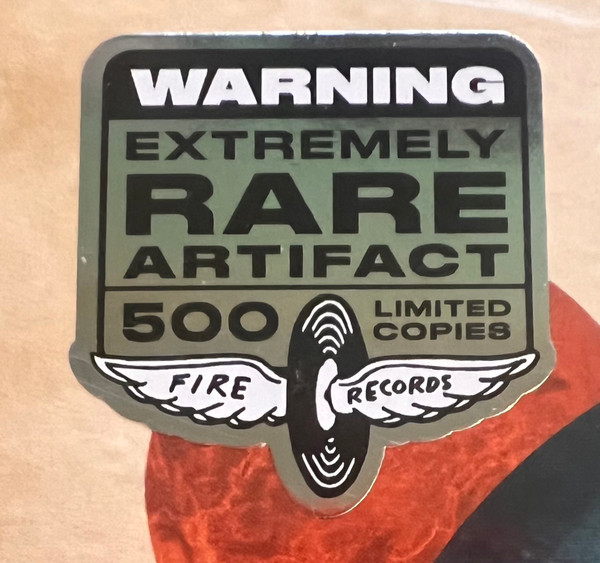 WARNING
EXTREMELY
RARE
ARTIFACT
500 LIMITED
COPIES
FIRE RECORDS